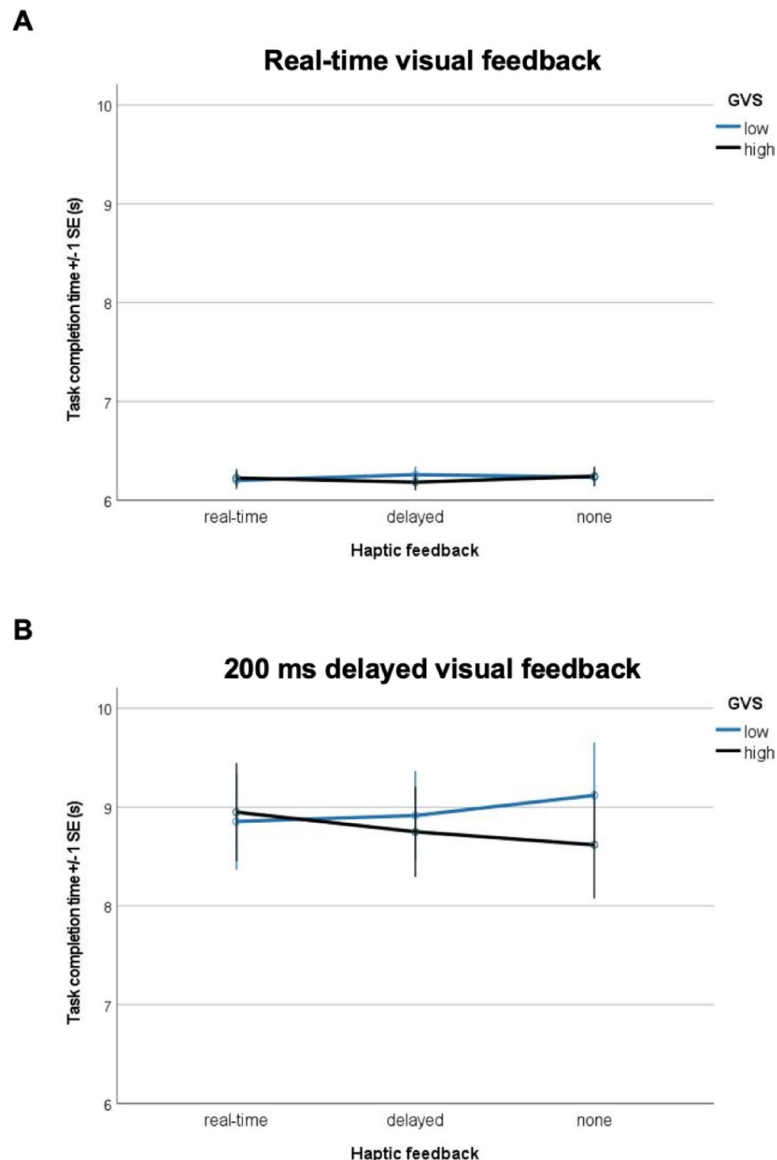 A
Real-time visual feedback
GVS
low
high
10
9
8
7
6
Task completion time +/-1 SE (s)
real-time delayed none
Haptic feedback
B
200 ms delayed visual feedback
GVS
low
high
10
9
8
7
6
Task completion time +/-1 SE (s)
real-time delayed none
Haptic feedback